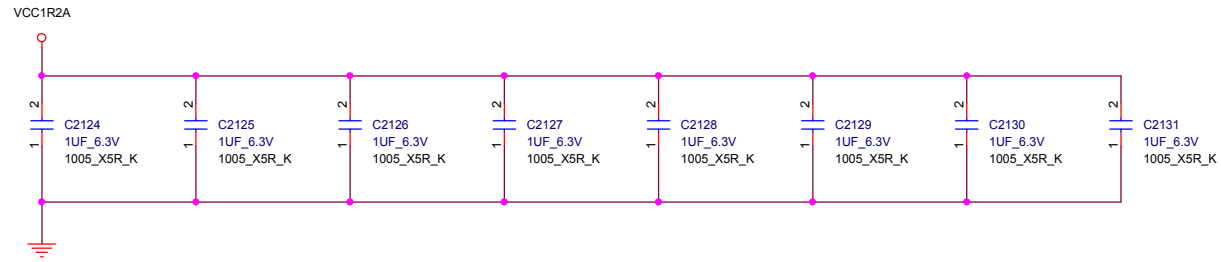 VCC1R2A
2
1
C2124
1UF_6.3V
1005_X5R_K
2
1
C2125
1UF_6.3V
1005_X5R_K
2
1
C2126
1UF_6.3V
1005_X5R_K
2
1
C2127
1UF_6.3V
1005_X5R_K
2
1
C2128
1UF_6.3V
1005_X5R_K
2
1
C2129
1UF_6.3V
1005_X5R_K
2
1
C2130
1UF_6.3V
1005_X5R_K
2
1
C2131
1UF_6.3V
1005_X5R_K